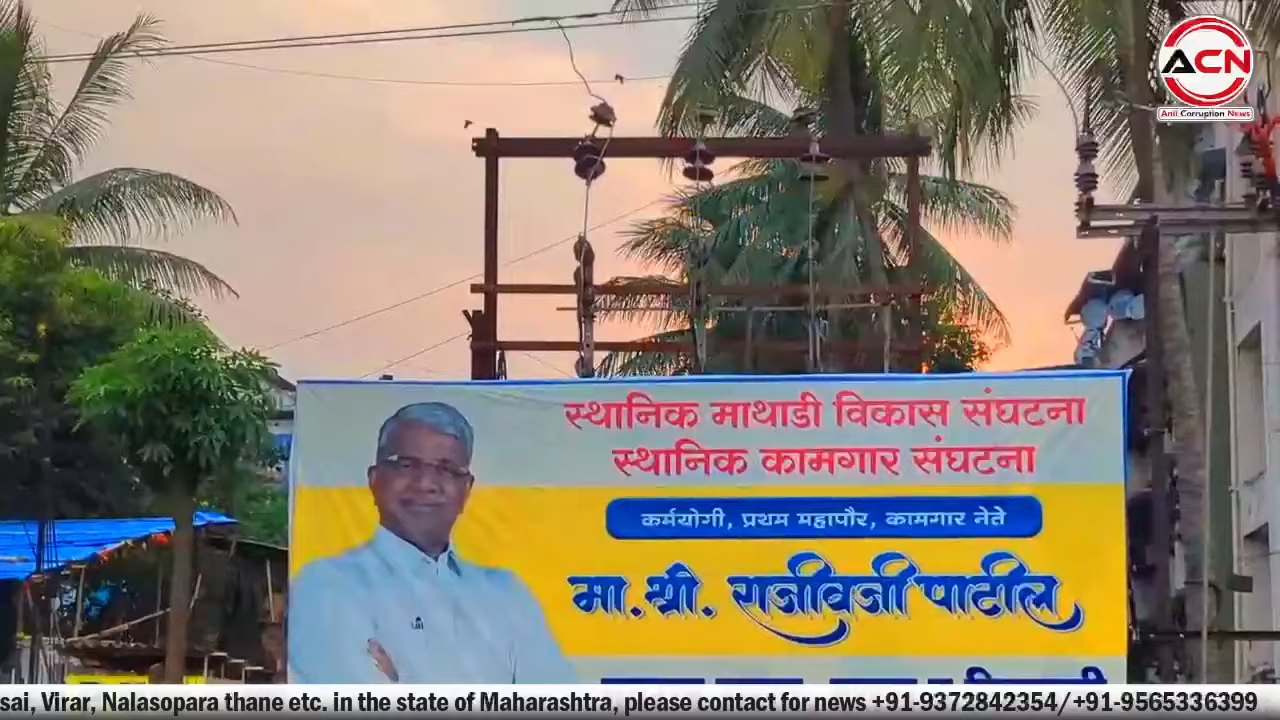 ACN
Anti Corruption News
स्थानिक माथाडी विकास संघटना
स्थानिक कामगार संघटना
कर्मयोगी, प्रथम महापौर, कामगार नेते
मा. श्री. राजीवजी पाटील
sai, Virar, Nalasopara thane etc. in the state of Maharashtra, please contact for news +91-9372842354/+91-9565336399